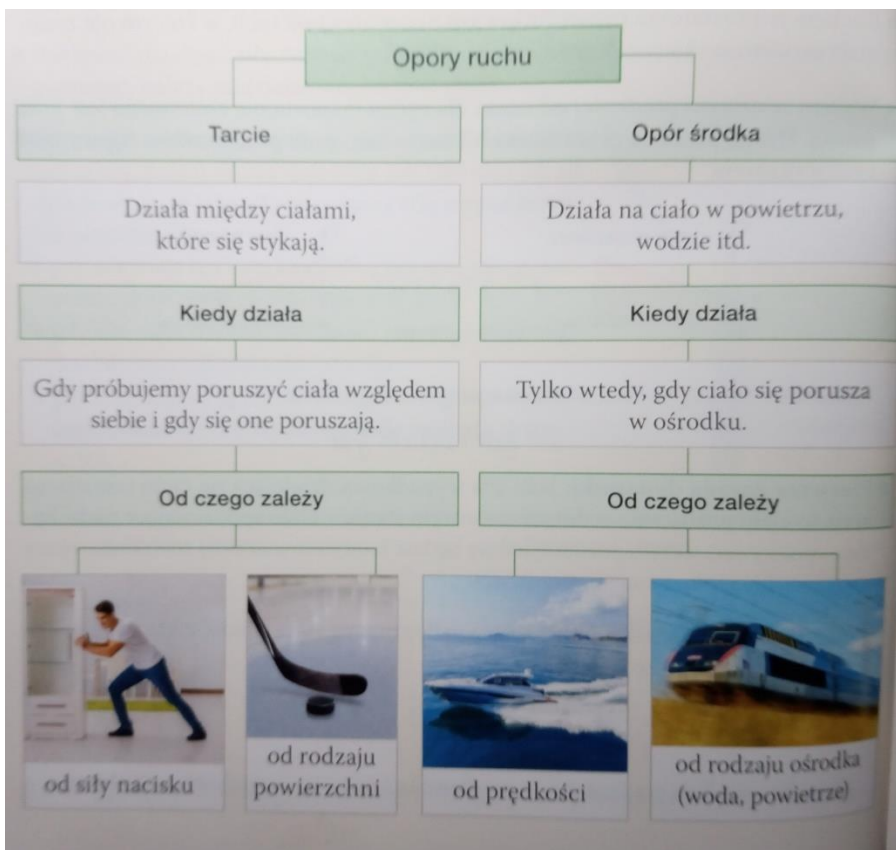 Opory ruchu
Tarcie
Działa między ciałami,
które się stykają.
Kiedy działa
Gdy próbujemy poruszyć ciała względem
siebie i gdy się one poruszają.
Od czego zależy
od siły nacisku
od rodzaju
powierzchni
Opór środka
Działa na ciało w powietrzu,
wodzie itd.
Kiedy działa
Tylko wtedy, gdy ciało się porusza
w ośrodku.
Od czego zależy
od prędkości
od rodzaju ośrodka
(woda, powietrze)